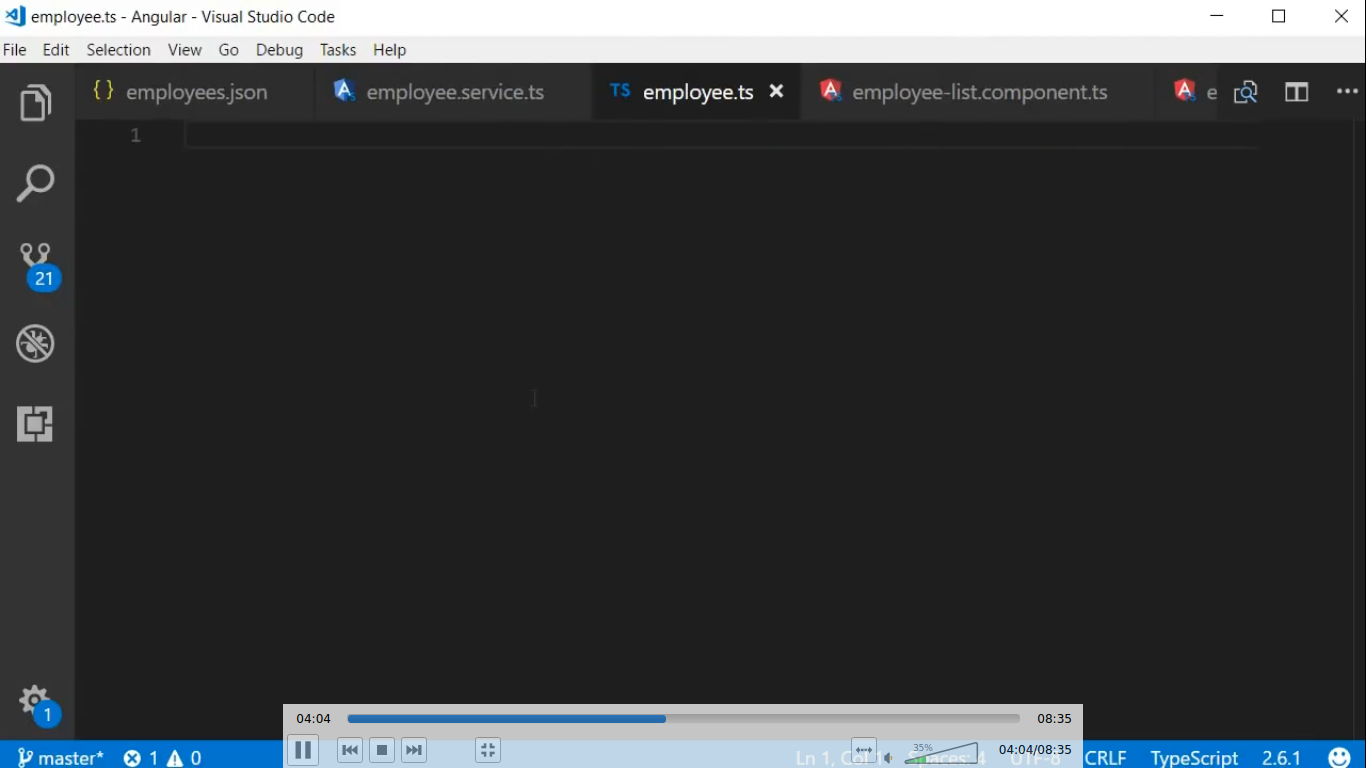 employee.ts - Angular - Visual Studio Code
File Edit Selection View Go Debug Tasks Help
{ } employees.json employee.service.ts TS employee.ts employee-list.component.ts e
1
21
1
04:04 08:35
35% 04:04/08:35
master* 1 0 Ln 1, Col 1 Spaces: 4 UTF-8 CRLF TypeScript 2.6.1